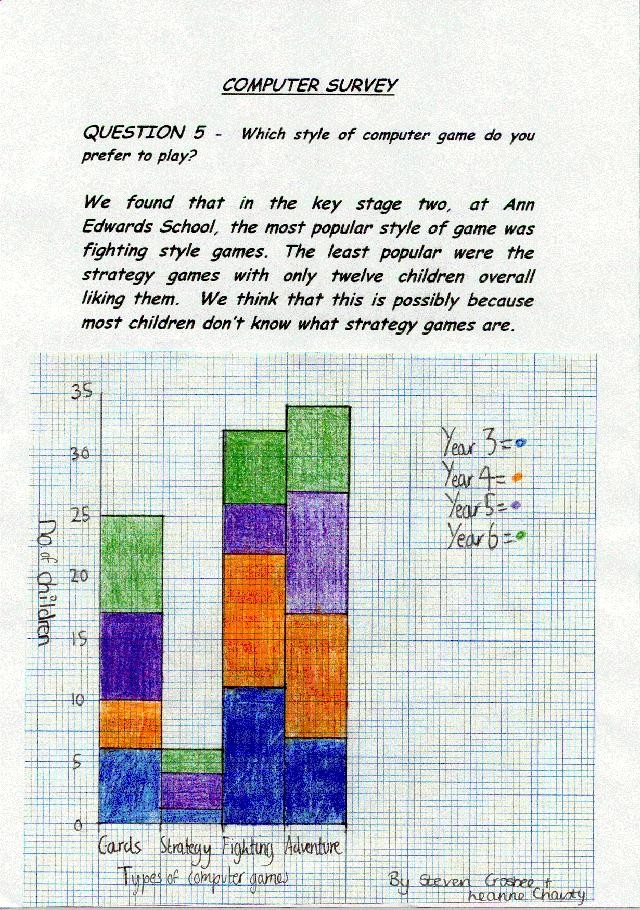 COMPUTER SURVEY
QUESTION 5 - Which style of computer game do you
prefer to play?
We found that in the key stage two, at Ann
Edwards School, the most popular style of game was
fighting style games. The least popular were the
strategy games with only twelve children overall
liking them. We think that this is possibly because
most children don't know what strategy games are.
35
30
25
20
15
10
5
0
No. of children
Year 3=
Year 4=
Year 5=
Year 6=
Cards Strategy Fighting Adventure
Types of computer games
By Steven +
Leanne